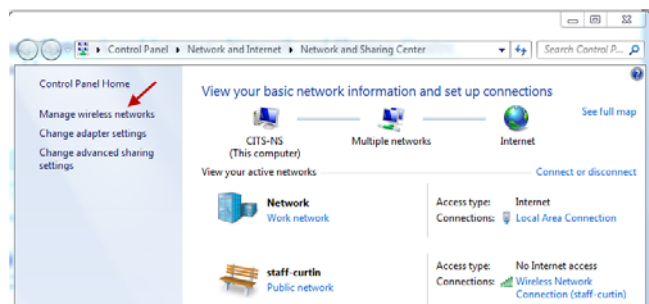 Control Panel ▸ Network and Internet ▸ Network and Sharing Center
Search Control P...
Control Panel Home
Manage wireless networks
Change adapter settings
Change advanced sharing
settings
View your basic network information and set up connections
See full map
CITS-NS
(This computer)
Multiple networks
Internet
View your active networks
Connect or disconnect
Network
Work network
Access type: Internet
Connections: Local Area Connection
staff-curtin
Public network
Access type: No Internet access
Connections: Wireless Network
Connection (staff-curtin)